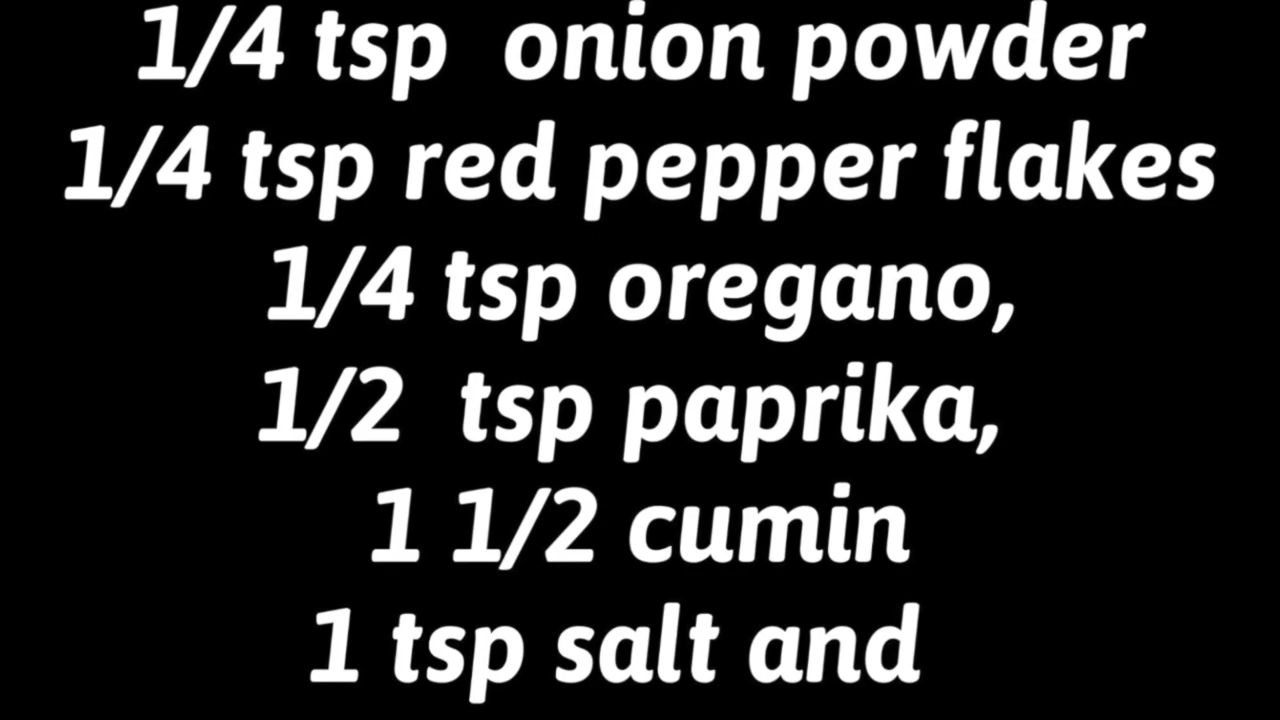 1/4 tsp  onion powder
1/4 tsp red pepper flakes
1/4 tsp oregano,
1/2  tsp paprika,
1 1/2 cumin
1 tsp salt and